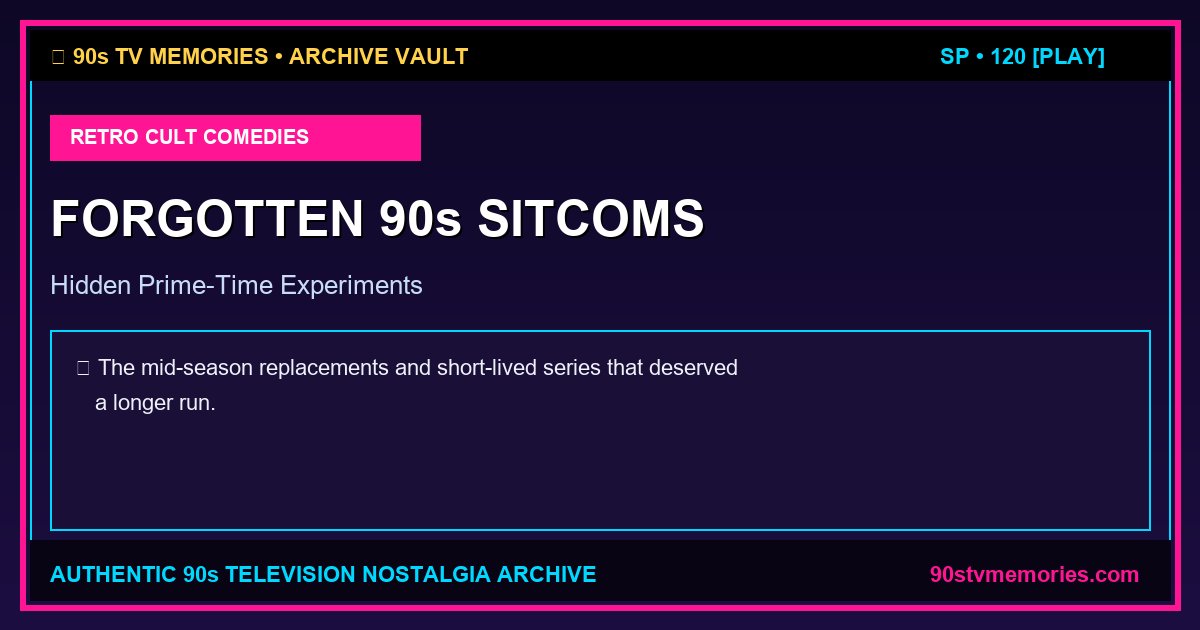 90s TV MEMORIES • ARCHIVE VAULT
SP • 120 [PLAY]
RETRO CULT COMEDIES
FORGOTTEN 90s SITCOMS
Hidden Prime-Time Experiments
The mid-season replacements and short-lived series that deserved
a longer run.
AUTHENTIC 90s TELEVISION NOSTALGIA ARCHIVE
90stvmemories.com